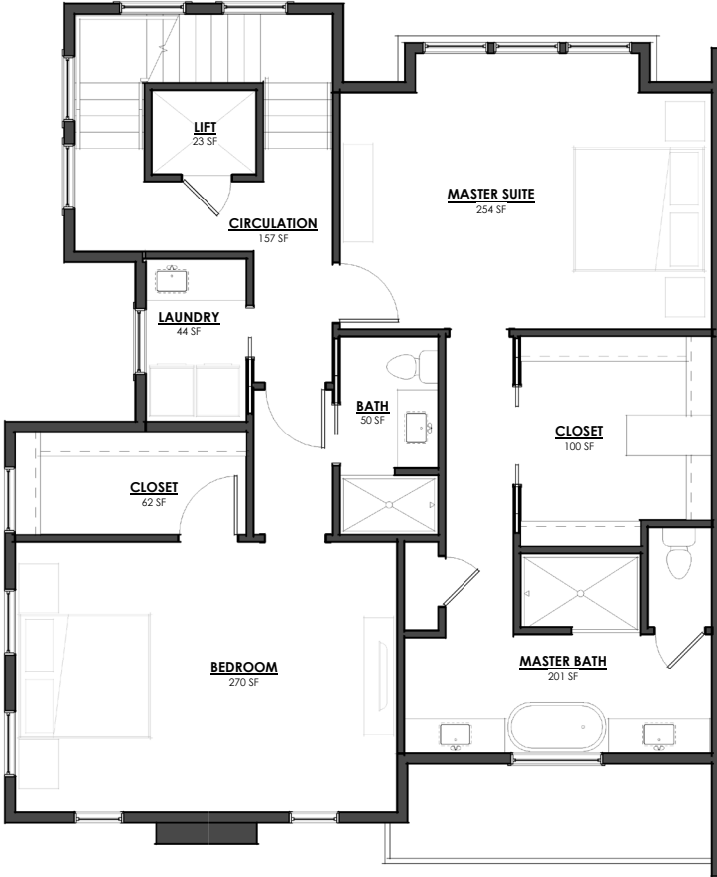 LIFT
23 SF
MASTER SUITE
254 SF
CIRCULATION
157 SF
LAUNDRY
44 SF
BATH
50 SF
CLOSET
100 SF
CLOSET
62 SF
BEDROOM
270 SF
MASTER BATH
201 SF